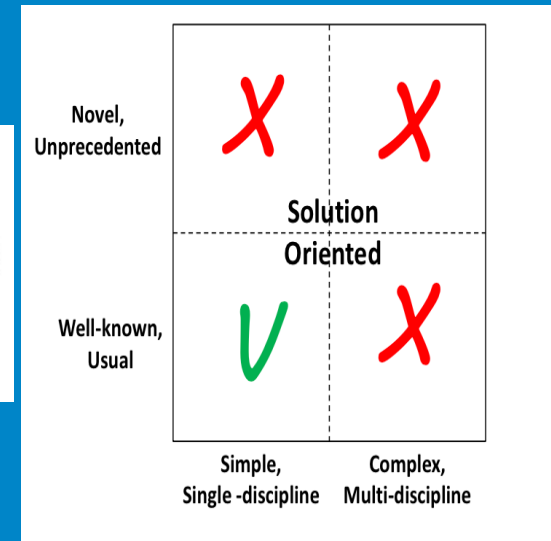 Novel,
Unprecedented
X
X
Solution
Oriented
Well-known,
Usual
V
X
Simple,
Single -discipline
Complex,
Multi-discipline